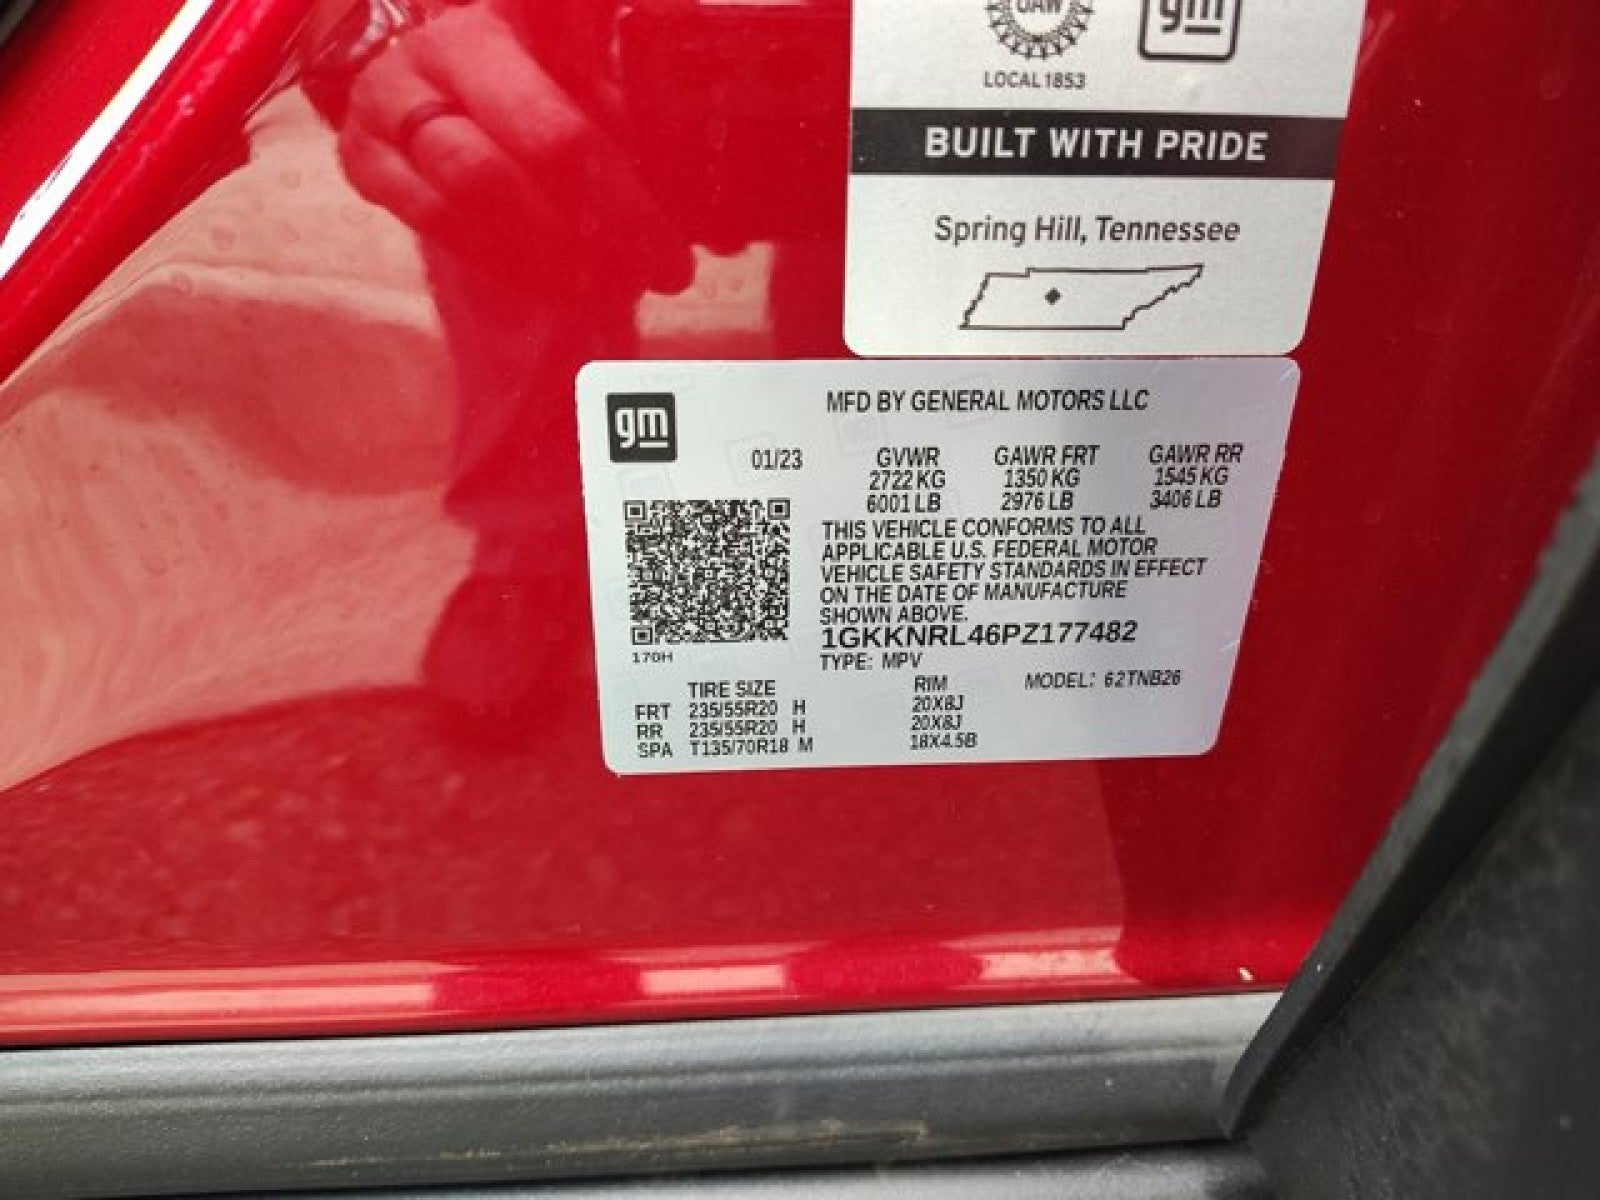 UAW
gm
LOCAL 1853
BUILT WITH PRIDE
Spring Hill, Tennessee
gm
MFD BY GENERAL MOTORS LLC
01/23 GVWR GAWR FRT GAWR RR
2722 KG 1350 KG 1545 KG
6001 LB 2976 LB 3406 LB
THIS VEHICLE CONFORMS TO ALL
APPLICABLE U.S. FEDERAL MOTOR
VEHICLE SAFETY STANDARDS IN EFFECT
ON THE DATE OF MANUFACTURE
SHOWN ABOVE.
1GKKNRL46PZ177482
170H
TYPE: MPV
TIRE SIZE RIM MODEL: 62TNB26
FRT 235/55R20 H 20X8J
RR 235/55R20 H 20X8J
SPA T135/70R18 M 18X4.5B